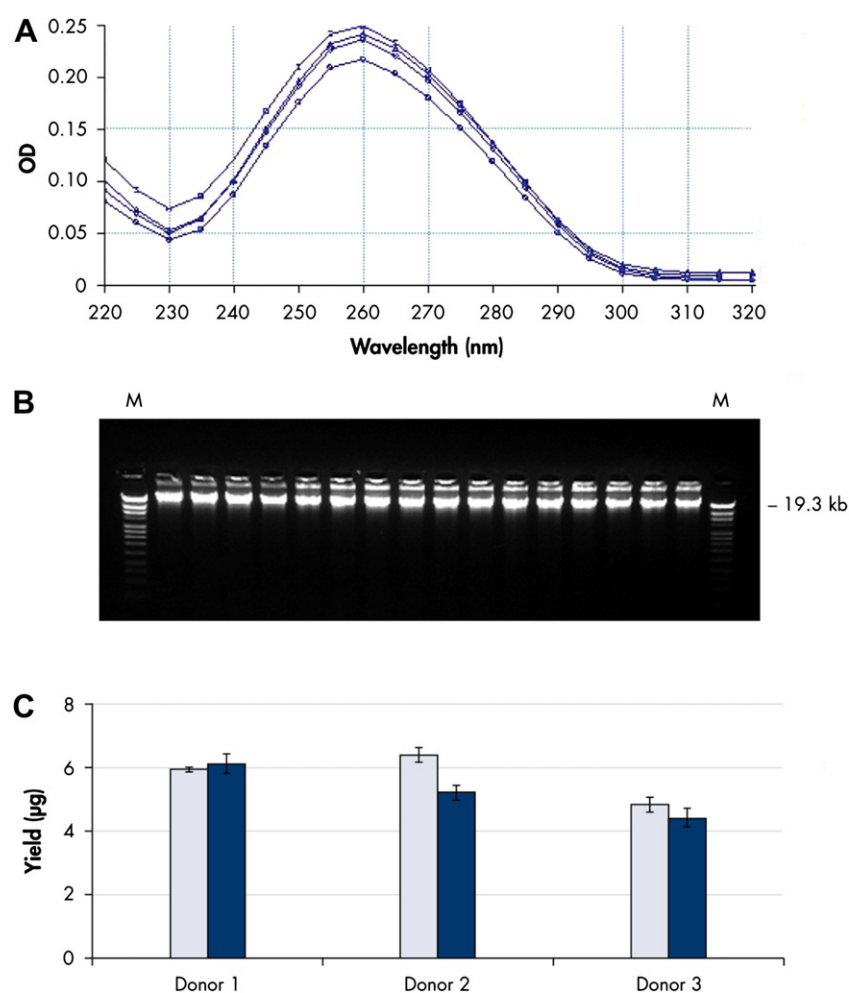 A
0.25
0.20
0.15
0.10
0.05
0
OD
220 230 240 250 260 270 280 290 300 310 320
Wavelength (nm)
B
M M
– 19.3 kb
C
8
6
4
2
0
Yield (µg)
Donor 1 Donor 2 Donor 3